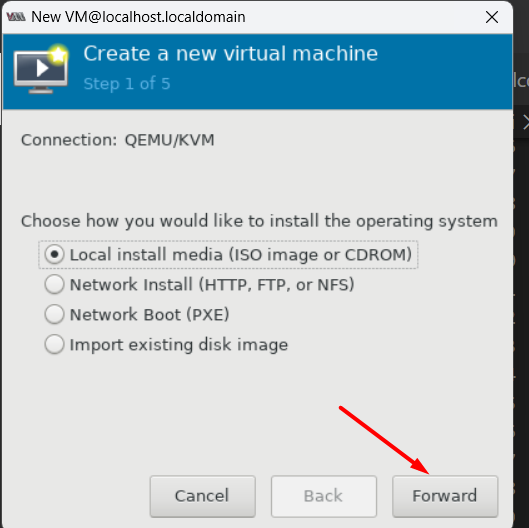 New VM@localhost.localdomain
Create a new virtual machine
Step 1 of 5
Connection: QEMU/KVM
Choose how you would like to install the operating system
Local install media (ISO image or CDROM)
Network Install (HTTP, FTP, or NFS)
Network Boot (PXE)
Import existing disk image
Cancel
Back
Forward